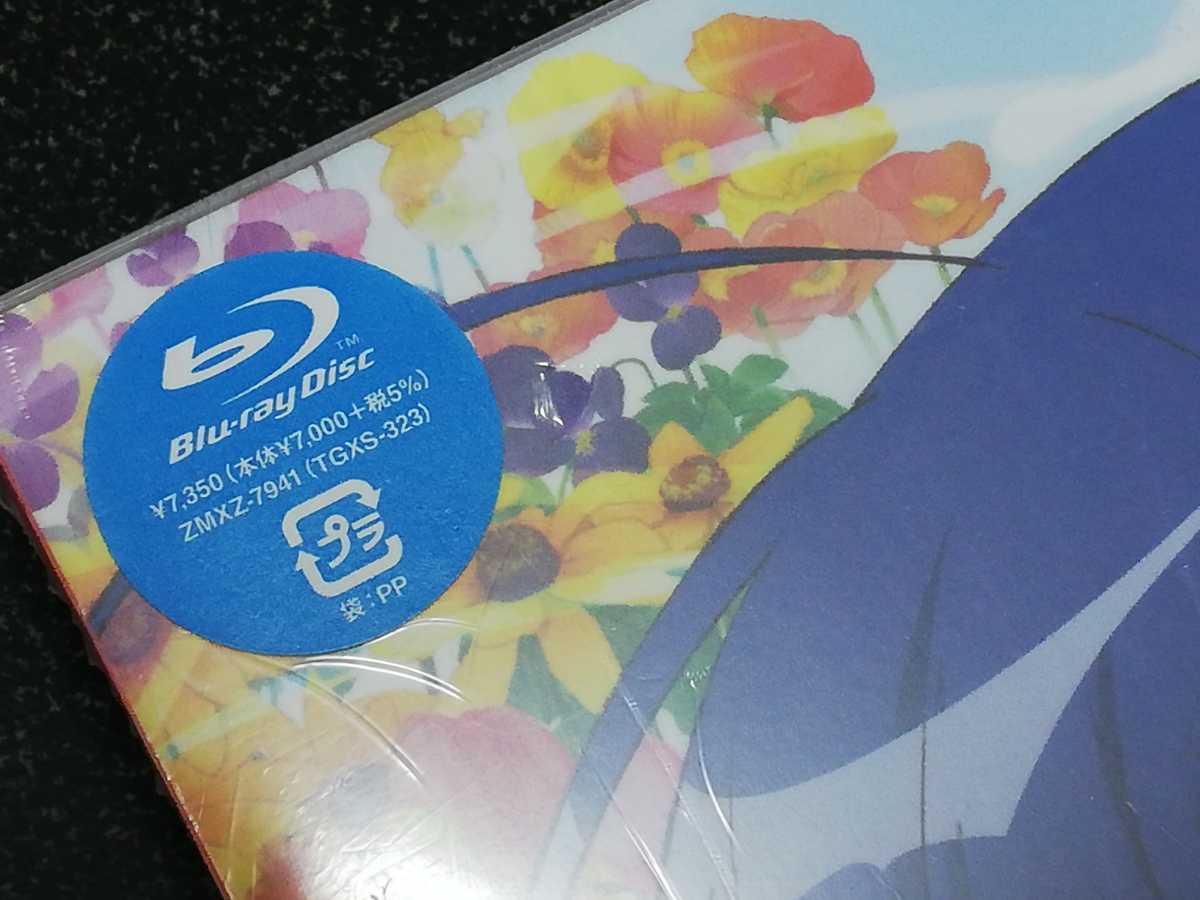 TM
Blu-ray Disc
¥7,350(本体¥7,000+税5%)
ZMXZ-7941(TGXS-323)
プラ
袋:PP